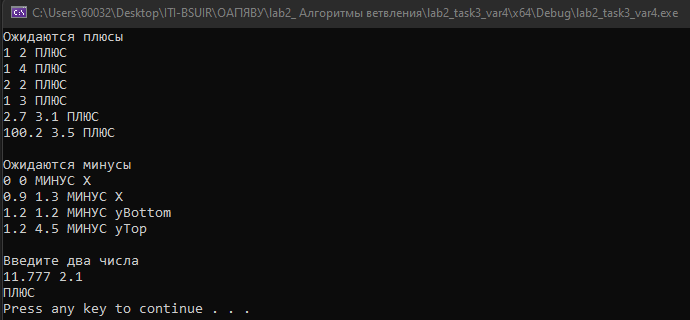 C:\Users\60032\Desktop\ITI-BSUIR\ОАПЯВУ\lab2_ Алгоритмы ветвления\lab2_task3_var4\x64\Debug\lab2_task3_var4.exe
Ожидаются плюсы
1 2 ПЛЮС
1 4 ПЛЮС
2 2 ПЛЮС
1 3 ПЛЮС
2.7 3.1 ПЛЮС
100.2 3.5 ПЛЮС
Ожидаются минусы
0 0 МИНУС X
0.9 1.3 МИНУС X
1.2 1.2 МИНУС yBottom
1.2 4.5 МИНУС yTop
Введите два числа
11.777 2.1
ПЛЮС
Press any key to continue . . .